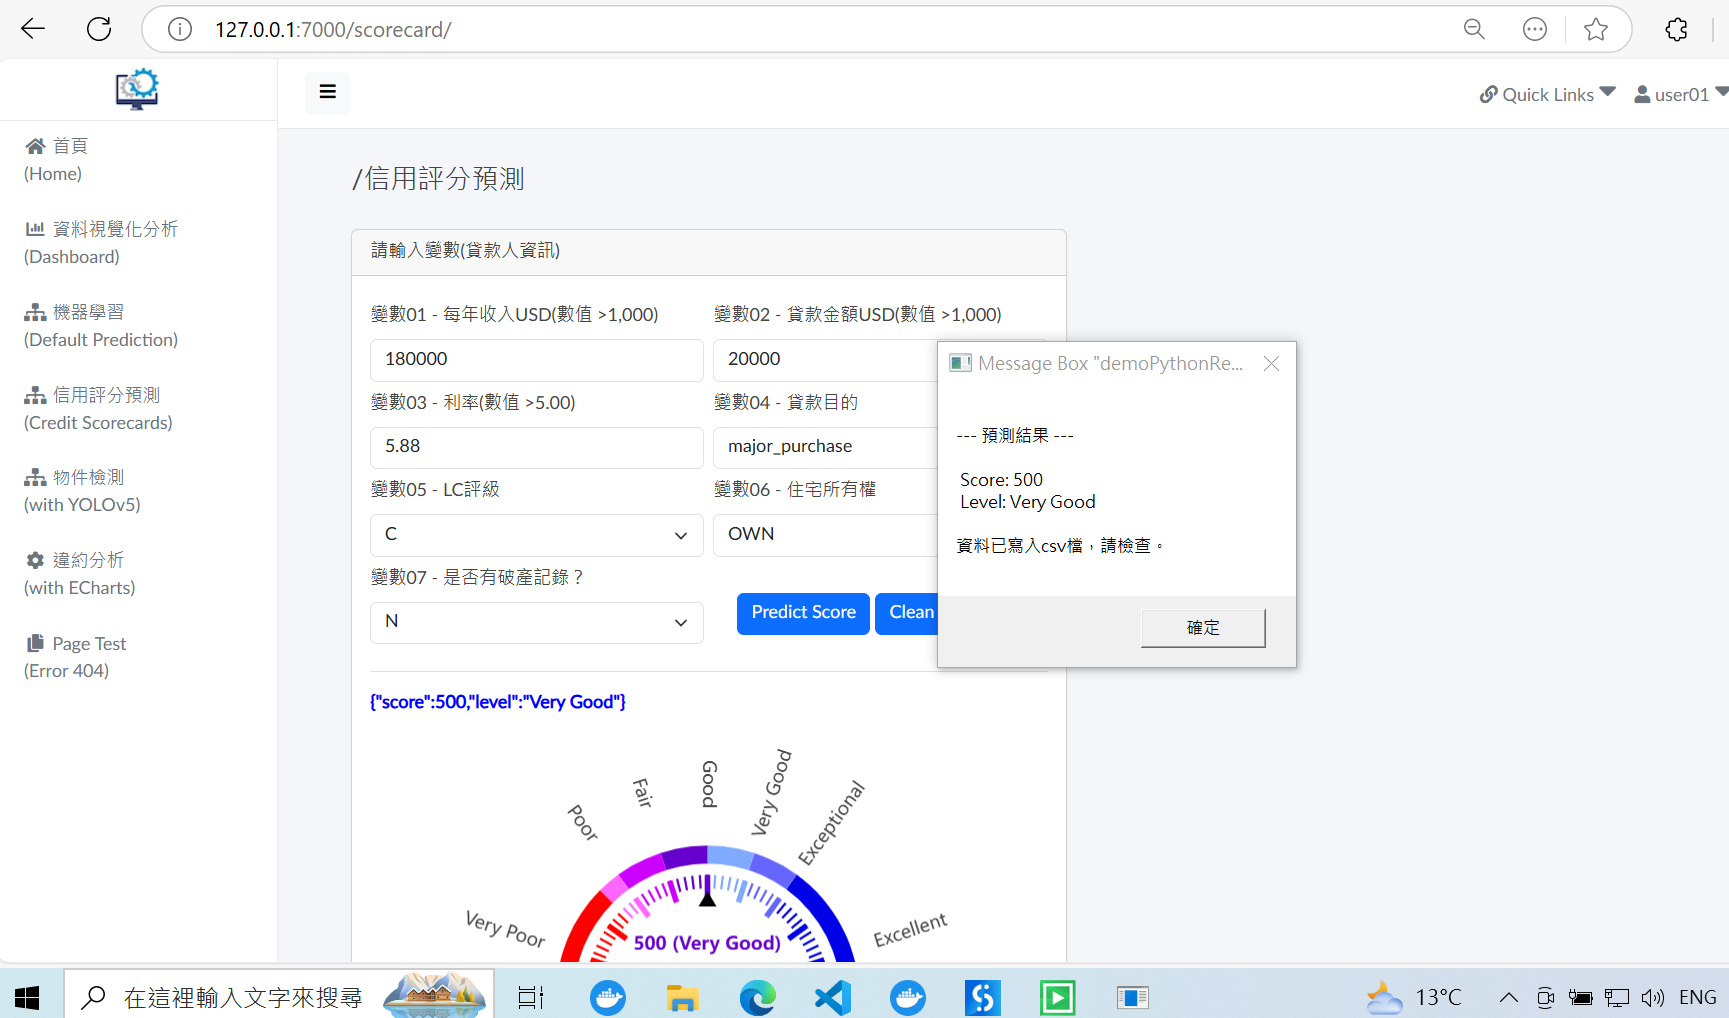 127.0.0.1:7000/scorecard/
Quick Links
user01
首頁
(Home)
資料視覺化分析
(Dashboard)
機器學習
(Default Prediction)
信用評分預測
(Credit Scorecards)
物件檢測
(with YOLOv5)
違約分析
(with ECharts)
Page Test
(Error 404)
/信用評分預測
請輸入變數(貸款人資訊)
變數01 - 每年收入USD(數值 >1,000)
變數02 - 貸款金額USD(數值 >1,000)
180000
20000
變數03 - 利率(數值 >5.00)
變數04 - 貸款目的
5.88
major_purchase
變數05 - LC評級
變數06 - 住宅所有權
C
OWN
變數07 - 是否有破產記錄？
N
Predict Score
Clean
Message Box "demoPythonRe...
--- 預測結果 ---
Score: 500
Level: Very Good
資料已寫入csv檔，請檢查。
確定
{"score":500,"level":"Very Good"}
Very Poor
Poor
Fair
Good
Very Good
Exceptional
Excellent
500 (Very Good)
在這裡輸入文字來搜尋
13°C
ENG